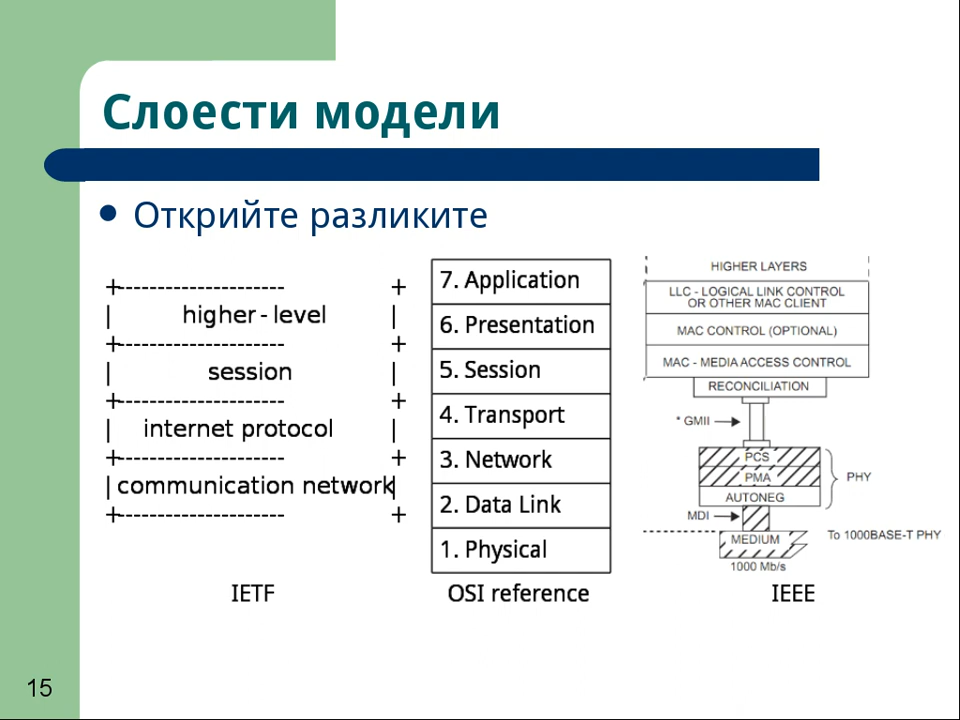 Слоести модели
Открийте разликите
+--------------------- +
| higher - level |
+--------------------- +
| session |
+--------------------- +
| internet protocol |
+--------------------- +
| communication network|
+--------------------- +
IETF
7. Application
6. Presentation
5. Session
4. Transport
3. Network
2. Data Link
1. Physical
OSI reference
HIGHER LAYERS
LLC - LOGICAL LINK CONTROL
OR OTHER MAC CLIENT
MAC CONTROL (OPTIONAL)
MAC - MEDIA ACCESS CONTROL
RECONCILIATION
* GMII
PCS
PMA
PHY
AUTONEG
MDI
MEDIUM
To 1000BASE-T PHY
1000 Mb/s
IEEE
15